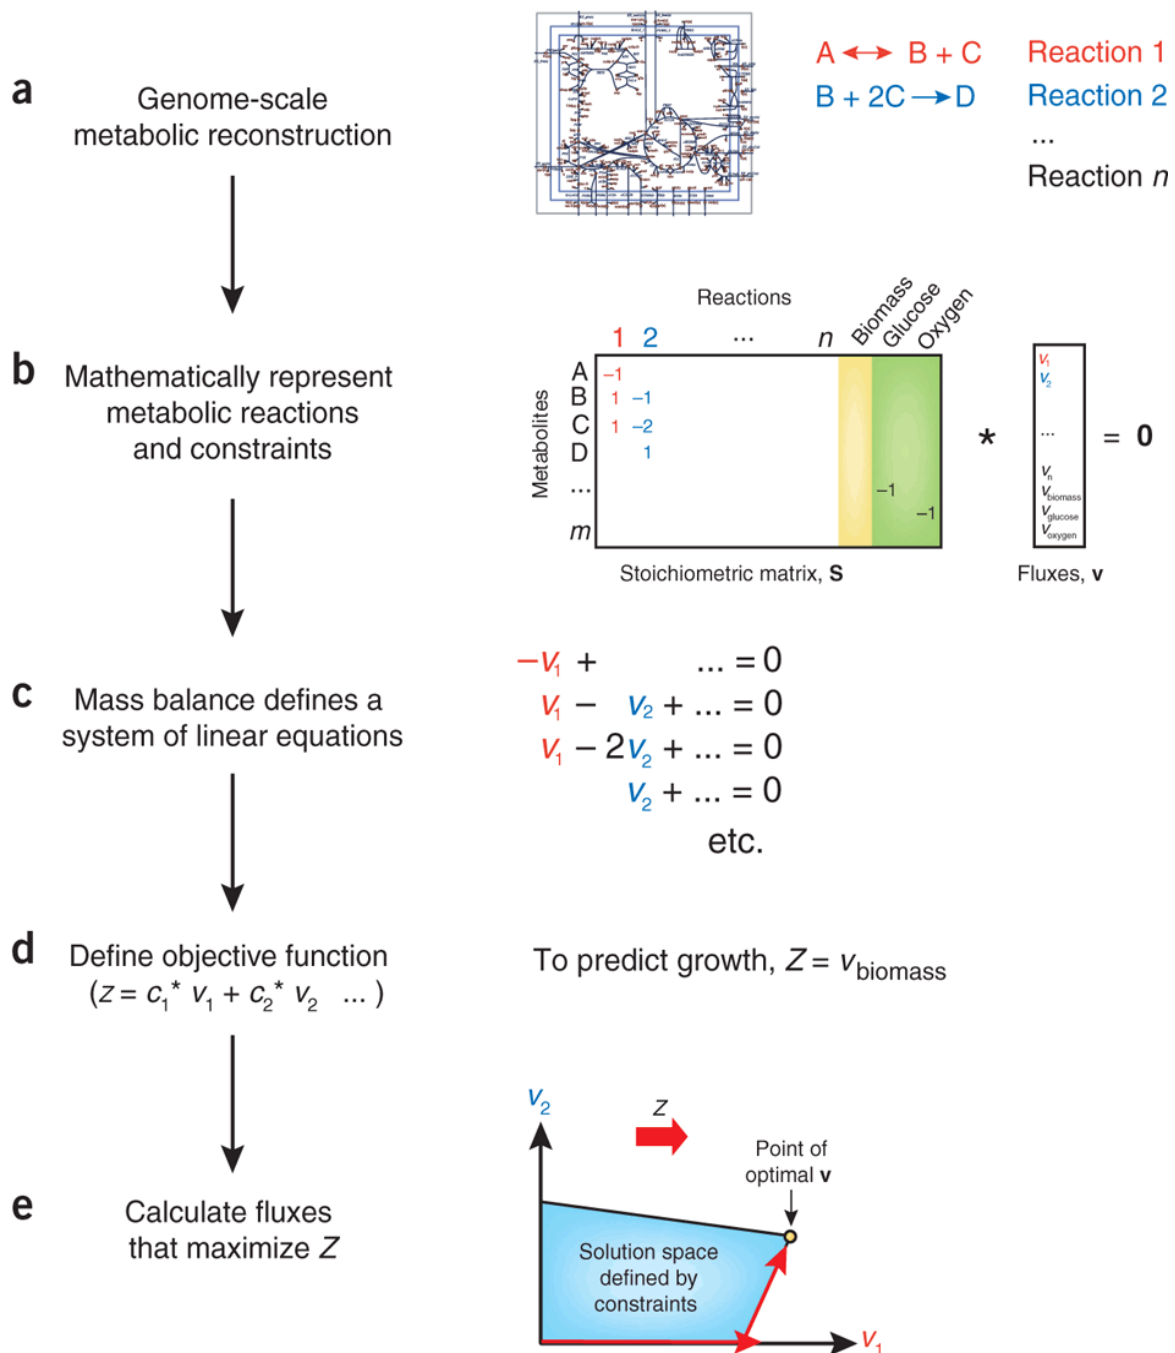 a
Genome-scale
metabolic reconstruction
A ↔ B + C Reaction 1
B + 2C → D Reaction 2
...
Reaction n
b
Mathematically represent
metabolic reactions
and constraints
Reactions
1 2 ... n Biomass Glucose Oxygen
Metabolites
A −1
B 1 −1
C 1 −2
D 1
... −1
−1
m
Stoichiometric matrix, S
*
v₁
v₂
...
vₙ
v_biomass
v_glucose
v_oxygen
= 0
Fluxes, v
c
Mass balance defines a
system of linear equations
−v₁ + ... = 0
v₁ − v₂ + ... = 0
v₁ − 2v₂ + ... = 0
v₂ + ... = 0
etc.
d
Define objective function
(z = c₁* v₁ + c₂* v₂ ... )
To predict growth, Z = v_biomass
e
Calculate fluxes
that maximize Z
v₂
Z
Point of
optimal v
Solution space
defined by
constraints
v₁